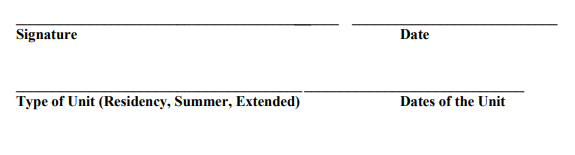 Signature Date
Type of Unit (Residency, Summer, Extended) Dates of the Unit